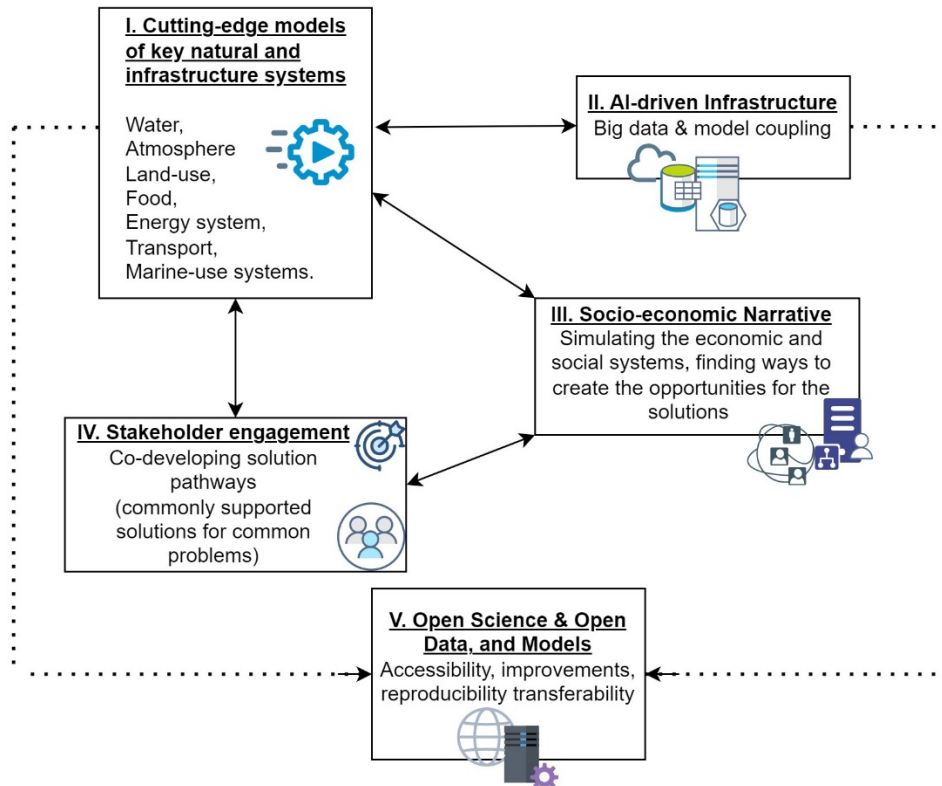 I. Cutting-edge models
of key natural and
infrastructure systems
Water,
Atmosphere
Land-use,
Food,
Energy system,
Transport,
Marine-use systems.
II. AI-driven Infrastructure
Big data & model coupling
III. Socio-economic Narrative
Simulating the economic and
social systems, finding ways to
create the opportunities for the
solutions
IV. Stakeholder engagement
Co-developing solution
pathways
(commonly supported
solutions for common
problems)
V. Open Science & Open
Data, and Models
Accessibility, improvements,
reproducibility transferability